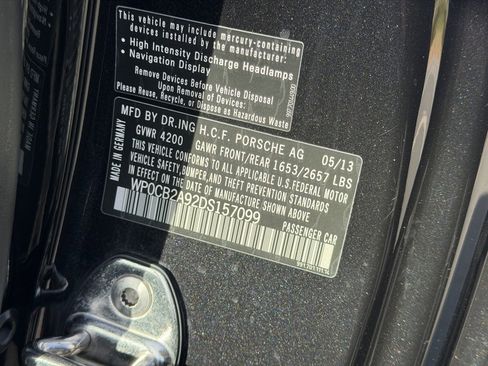 This vehicle may include mercury-containing
devices installed by the manufacturer:
• High Intensity Discharge Headlamps
• Navigation Display
Remove Devices Before Vehicle Disposal
Upon Removal of Devices:
Please Reuse, Recycle, or Dispose as Hazardous Waste
MFD BY DR.ING H.C.F. PORSCHE AG 05/13
GVWR 4200 GAWR FRONT/REAR 1653/2657 LBS
THIS VEHICLE CONFORMS TO ALL APPLICABLE U.S.FEDERAL MOTOR
VEHICLE SAFETY,BUMPER,AND THEFT PREVENTION STANDARDS
IN EFFECT ON THE DATE OF MANUFACTURE SHOWN ABOVE.
WP0CB2A92DS157099
PASSENGER CAR
MADE IN GERMANY